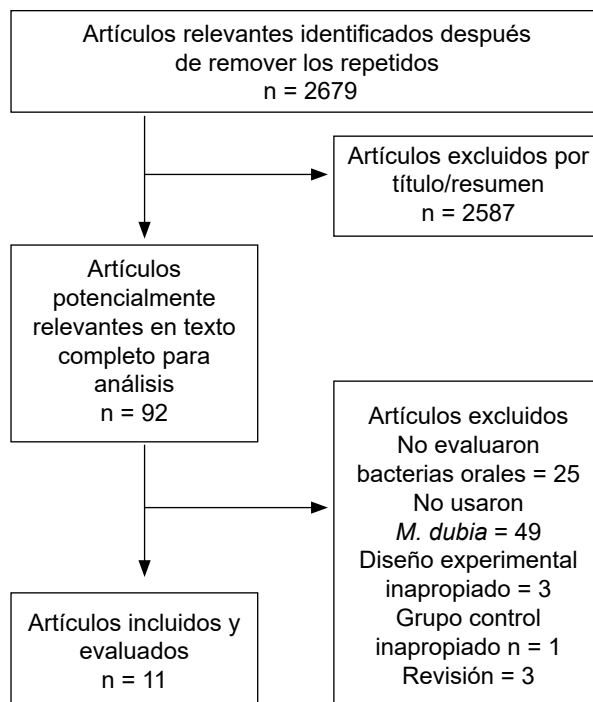 Artículos relevantes identificados después
de remover los repetidos
n = 2679
Artículos excluidos por
título/resumen
n = 2587
Artículos
potencialmente
relevantes en texto
completo para
análisis
n = 92
Artículos excluidos
No evaluaron
bacterias orales = 25
No usaron
M. dubia = 49
Diseño experimental
inapropiado = 3
Grupo control
inapropiado n = 1
Revisión = 3
Artículos incluidos y
evaluados
n = 11